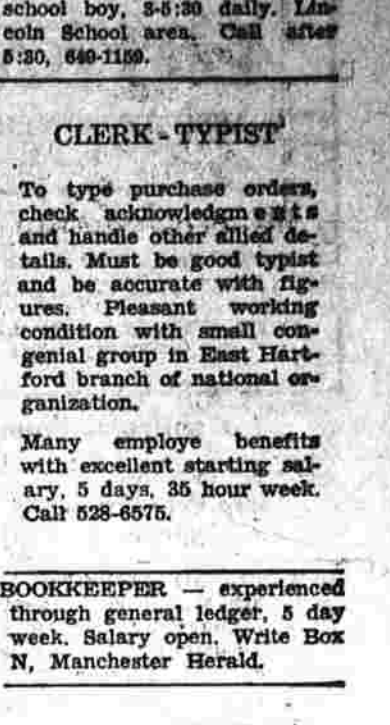 school boy, 3-5:30 daily. Lin-
coln School area. Call after
5:30, 649-1159.
CLERK - TYPIST
To type purchase orders,
check acknowledgments
and handle other allied de-
tails. Must be good typist
and be accurate with fig-
ures. Pleasant working
condition with small con-
genial group in East Hart-
ford branch of national or-
ganization.
Many employe benefits
with excellent starting sal-
ary, 5 days, 35 hour week.
Call 528-6575.
BOOKKEEPER — experienced
through general ledger, 5 day
week. Salary open. Write Box
N, Manchester Herald.